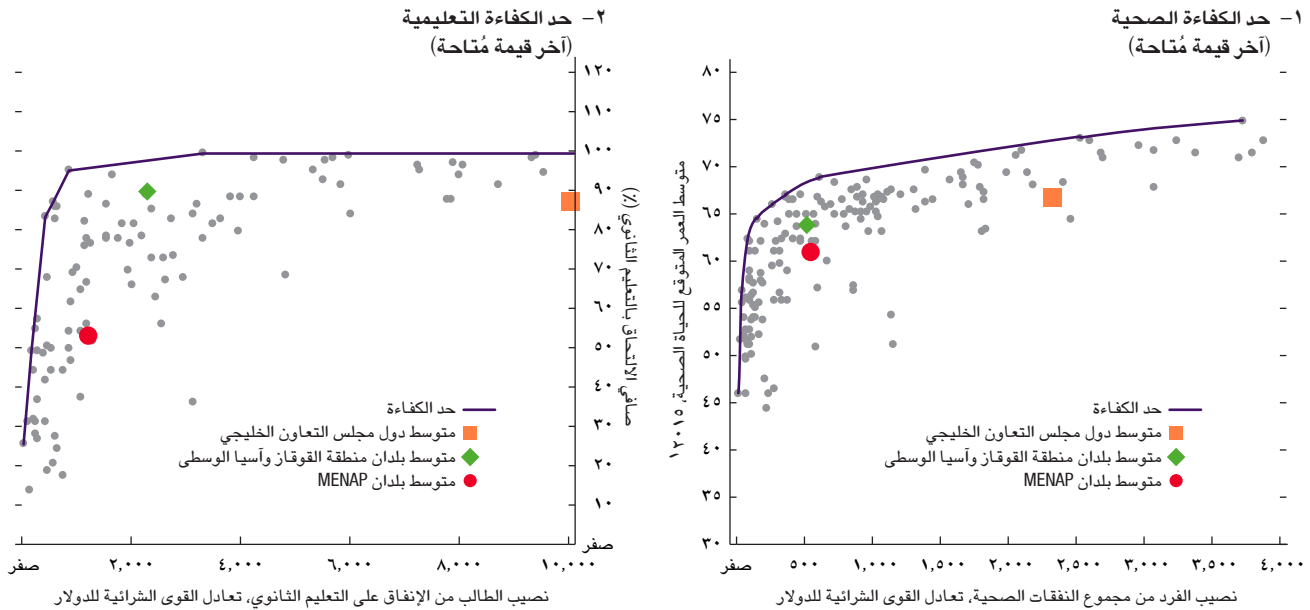 ١- حد الكفاءة الصحية
(آخر قيمة مُتاحة)
٨٠
٧٥
٧٠
٦٥
٦٠
٥٥
٥٠
٤٥
٤٠
٣٥
٣٠
متوسط العمر المتوقع للحياة الصحية، ٢٠١٥ ١
حد الكفاءة
متوسط دول مجلس التعاون الخليجي
متوسط بلدان منطقة القوقاز وآسيا الوسطى
متوسط بلدان MENAP
صفر ٥٠٠ ١,٠٠٠ ١,٥٠٠ ٢,٠٠٠ ٢,٥٠٠ ٣,٠٠٠ ٣,٥٠٠ ٤,٠٠٠
نصيب الفرد من مجموع النفقات الصحية، تعادل القوى الشرائية للدولار
٢- حد الكفاءة التعليمية
(آخر قيمة مُتاحة)
١٢٠
١١٠
١٠٠
٩٠
٨٠
٧٠
٦٠
٥٠
٤٠
٣٠
٢٠
١٠
صفر
صافي الالتحاق بالتعليم الثانوي (٪)
حد الكفاءة
متوسط دول مجلس التعاون الخليجي
متوسط بلدان منطقة القوقاز وآسيا الوسطى
متوسط بلدان MENAP
صفر ٢,٠٠٠ ٤,٠٠٠ ٦,٠٠٠ ٨,٠٠٠ ١٠,٠٠٠
نصيب الطالب من الإنفاق على التعليم الثانوي، تعادل القوى الشرائية للدولار